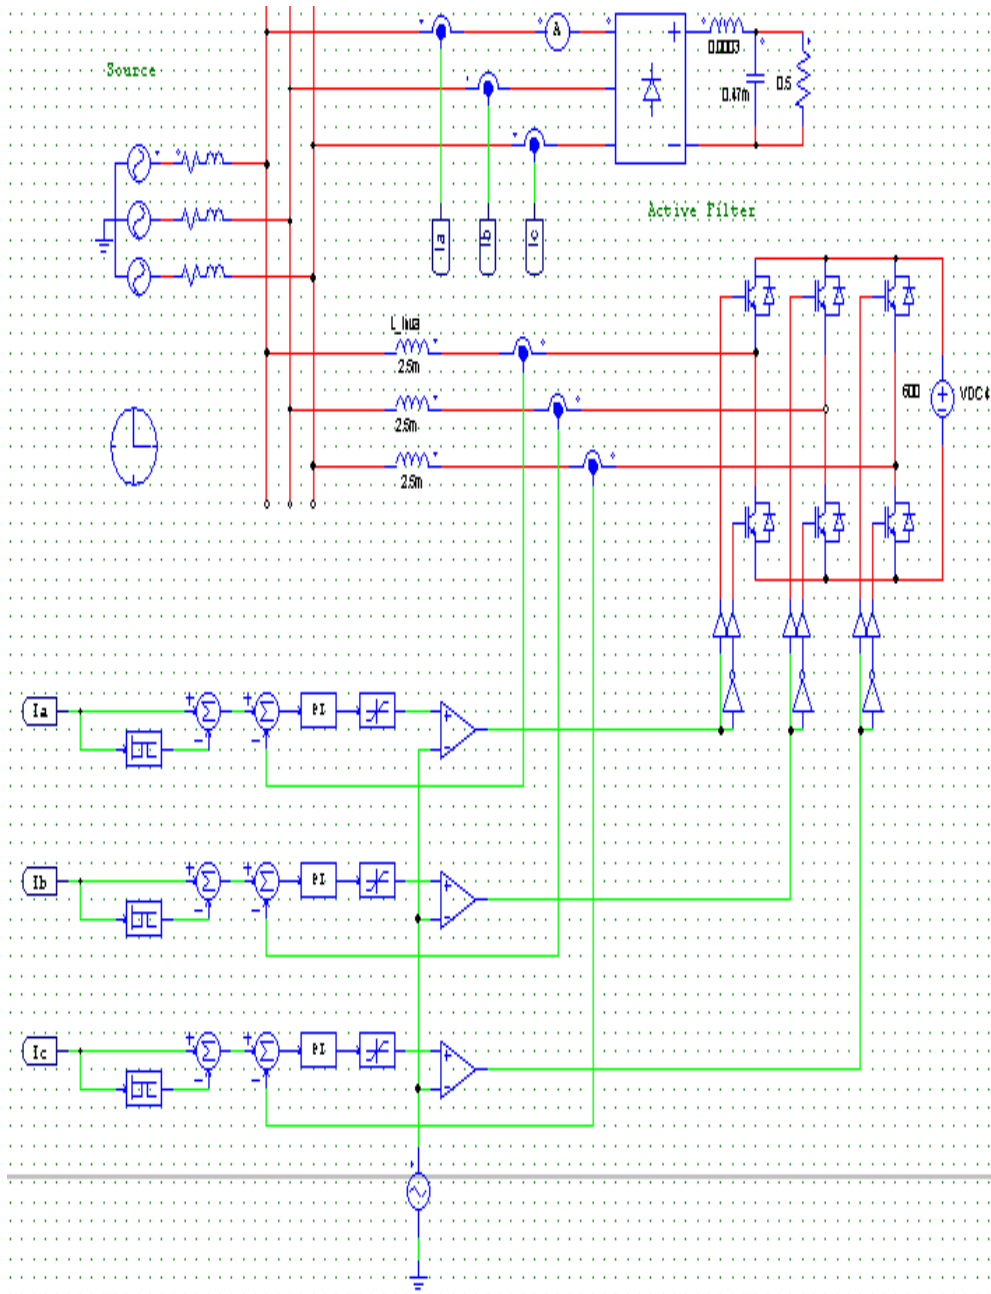 A
0.0003
Source
0.47m
0.5
Active Filter
Ia
Ib
Ic
L_hua
2.5m
600
VDC4
2.5m
2.5m
Ia
PI
Ib
PI
Ic
PI